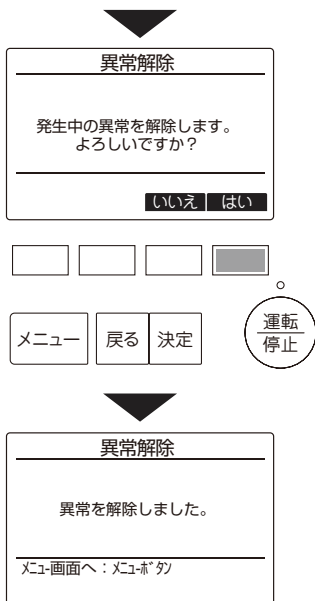 異常解除
発生中の異常を解除します。
よろしいですか？
いいえ はい
メニュー 戻る 決定 運転
停止
異常解除
異常を解除しました。
ﾒﾆｭｰ画面へ：ﾒﾆｭｰﾎﾞﾀﾝ